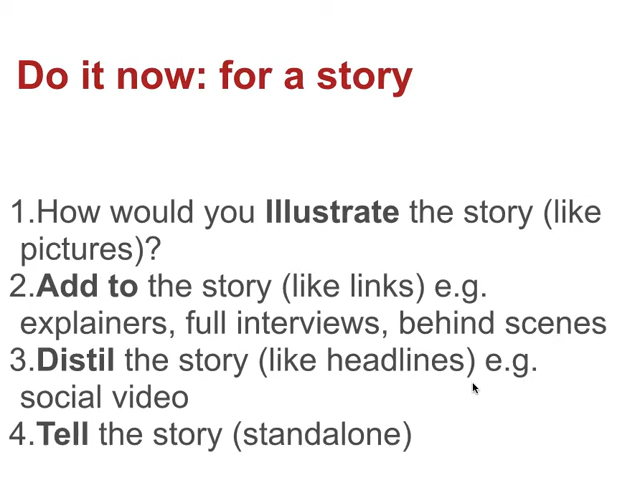 Do it now: for a story
1.How would you Illustrate the story (like
pictures)?
2.Add to the story (like links) e.g.
explainers, full interviews, behind scenes
3.Distil the story (like headlines) e.g.
social video
4.Tell the story (standalone)